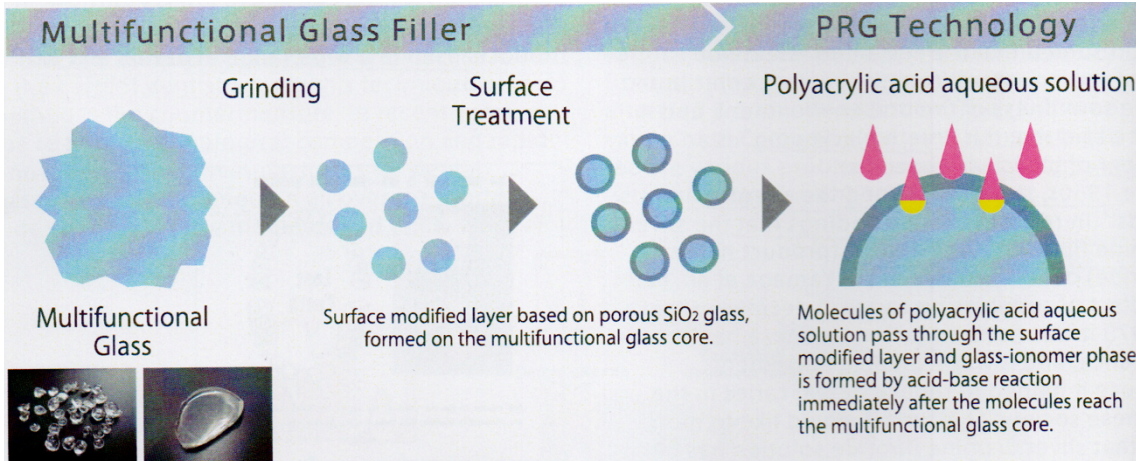 Multifunctional Glass Filler
PRG Technology
Grinding
Surface
Treatment
Polyacrylic acid aqueous solution
Multifunctional
Glass
Surface modified layer based on porous SiO₂ glass,
formed on the multifunctional glass core.
Molecules of polyacrylic acid aqueous
solution pass through the surface
modified layer and glass-ionomer phase
is formed by acid-base reaction
immediately after the molecules reach
the multifunctional glass core.